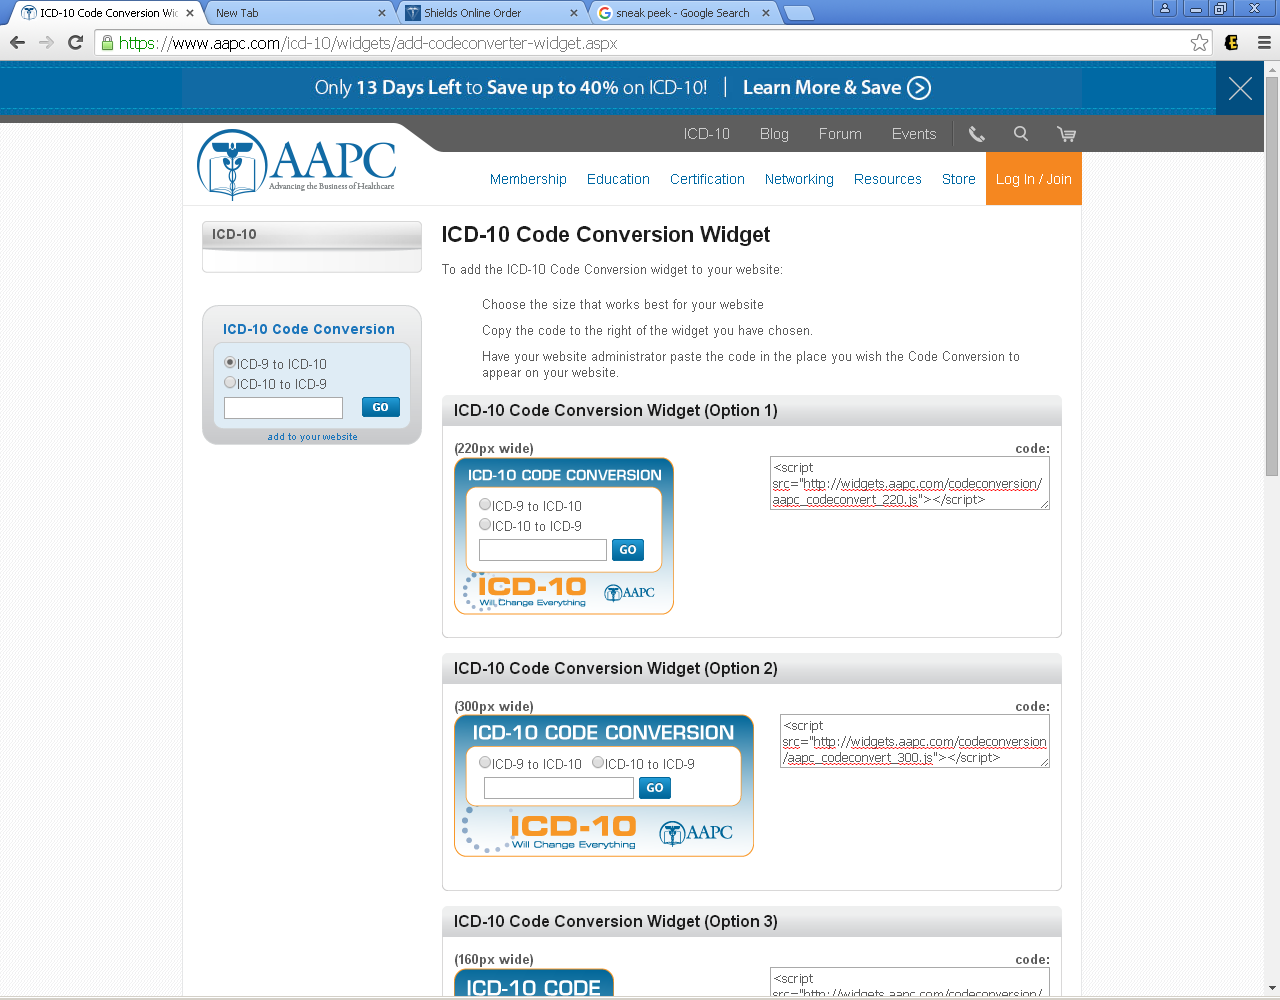 ICD-10 Code Conversion Wid
New Tab
Shields Online Order
sneak peek - Google Search
https://www.aapc.com/icd-10/widgets/add-codeconverter-widget.aspx
Only 13 Days Left to Save up to 40% on ICD-10! | Learn More & Save
ICD-10 Blog Forum Events
AAPC
Advancing the Business of Healthcare
Membership Education Certification Networking Resources Store Log In / Join
ICD-10
ICD-10 Code Conversion
ICD-9 to ICD-10
ICD-10 to ICD-9
GO
add to your website
ICD-10 Code Conversion Widget
To add the ICD-10 Code Conversion widget to your website:
Choose the size that works best for your website
Copy the code to the right of the widget you have chosen.
Have your website administrator paste the code in the place you wish the Code Conversion to
appear on your website.
ICD-10 Code Conversion Widget (Option 1)
(220px wide)
code:
ICD-10 CODE CONVERSION
ICD-9 to ICD-10
ICD-10 to ICD-9
GO
ICD-10
Will Change Everything
AAPC
<script
src="http://widgets.aapc.com/codeconversion/
aapc_codeconvert_220.js"></script>
ICD-10 Code Conversion Widget (Option 2)
(300px wide)
code:
ICD-10 CODE CONVERSION
ICD-9 to ICD-10 ICD-10 to ICD-9
GO
ICD-10
Will Change Everything
AAPC
<script
src="http://widgets.aapc.com/codeconversion
/aapc_codeconvert_300.js"></script>
ICD-10 Code Conversion Widget (Option 3)
(160px wide)
code:
ICD-10 CODE
<script
src="http://widgets.aapc.com/codeconversion/